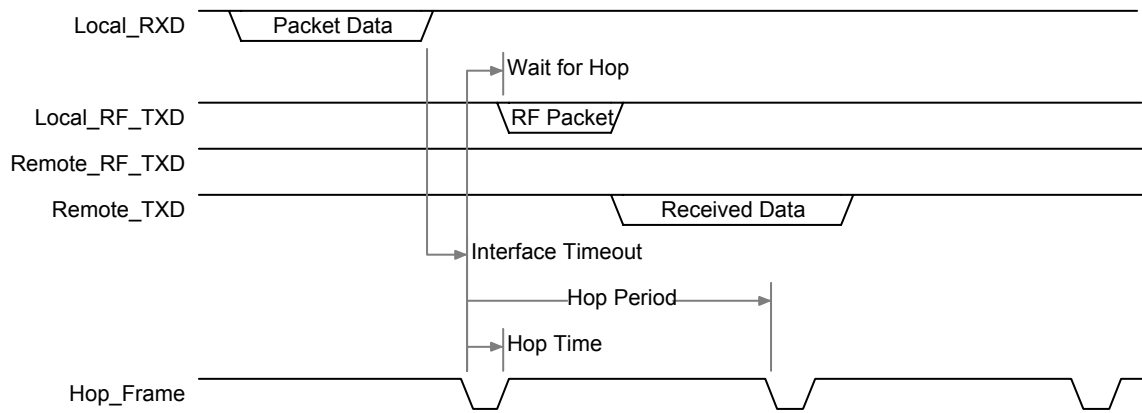 Local_RXD
Packet Data
Wait for Hop
Local_RF_TXD
RF Packet
Remote_RF_TXD
Remote_TXD
Received Data
Interface Timeout
Hop Period
Hop Time
Hop_Frame